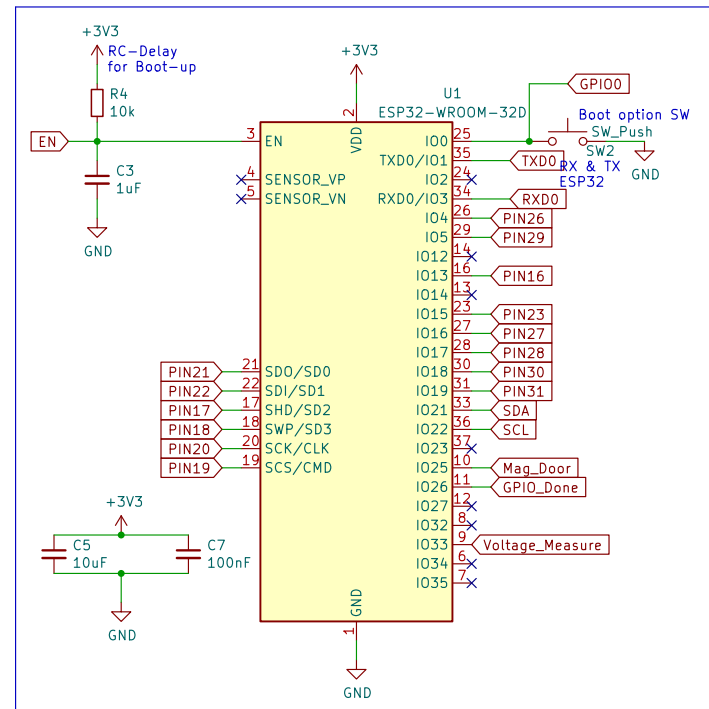 +3V3
RC-Delay
for Boot-up
R4
10k
EN
C3
1uF
GND
+3V3
U1
ESP32-WROOM-32D
2
VDD
3 EN
4 SENSOR_VP
5 SENSOR_VN
21 SDO/SD0
22 SDI/SD1
17 SHD/SD2
18 SWP/SD3
20 SCK/CLK
19 SCS/CMD
PIN21
PIN22
PIN17
PIN18
PIN20
PIN19
IO0 25
TXD0/IO1 35
IO2 24
RXD0/IO3 34
IO4 26
IO5 29
IO12 14
IO13 16
IO14 13
IO15 23
IO16 27
IO17 28
IO18 30
IO19 31
IO21 33
IO22 36
IO23 37
IO25 10
IO26 11
IO27 12
IO32 8
IO33 9
IO34 6
IO35 7
GPIO0
Boot option SW
SW_Push
SW2
GND
TXD0
RX & TX
ESP32
RXD0
PIN26
PIN29
PIN16
PIN23
PIN27
PIN28
PIN30
PIN31
SDA
SCL
Mag_Door
GPIO_Done
Voltage_Measure
GND
1
GND
+3V3
C5
10uF
C7
100nF
GND